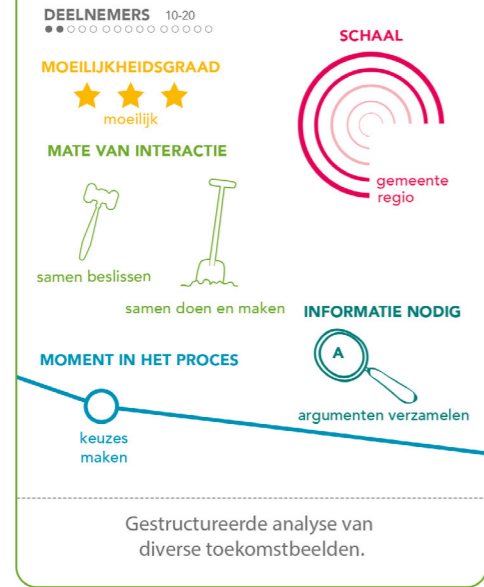 DEELNEMERS 10-20
SCHAAL
MOEILIJKHEIDSGRAAD
moeilijk
MATE VAN INTERACTIE
gemeente
regio
samen beslissen
samen doen en maken
INFORMATIE NODIG
A
MOMENT IN HET PROCES
argumenten verzamelen
keuzes
maken
Gestructureerde analyse van
diverse toekomstbeelden.